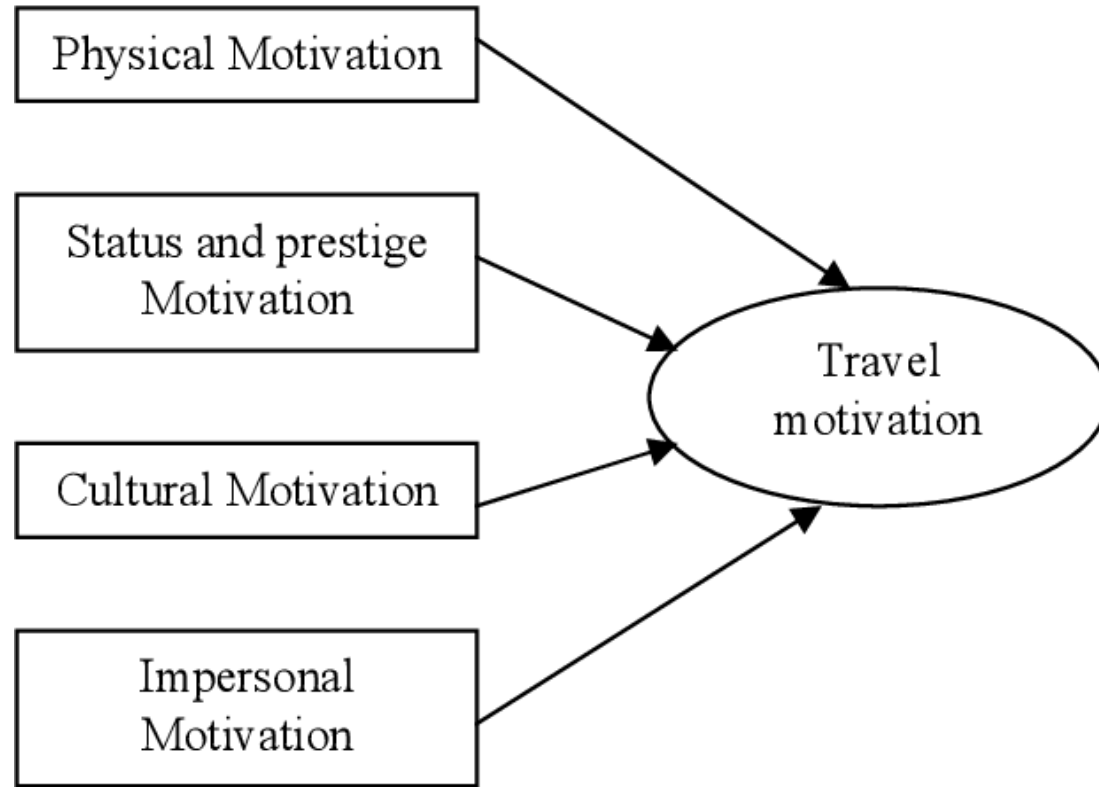 Physical Motivation
Status and prestige
Motivation
Travel
motivation
Cultural Motivation
Impersonal
Motivation